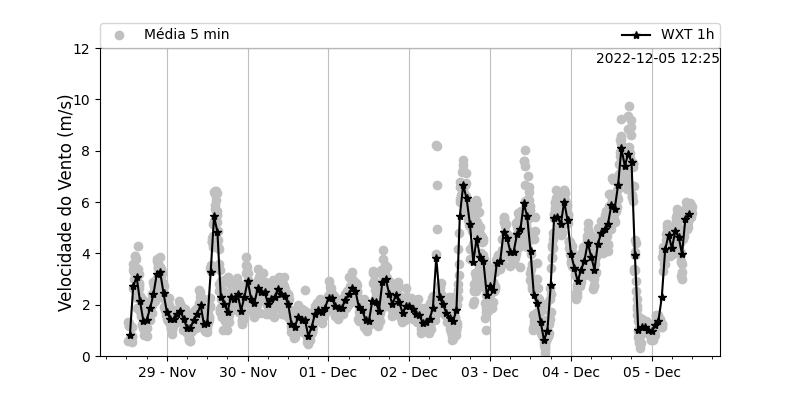 Média 5 min WXT 1h
2022-12-05 12:25
Velocidade do Vento (m/s)
12
10
8
6
4
2
0
29 - Nov 30 - Nov 01 - Dec 02 - Dec 03 - Dec 04 - Dec 05 - Dec